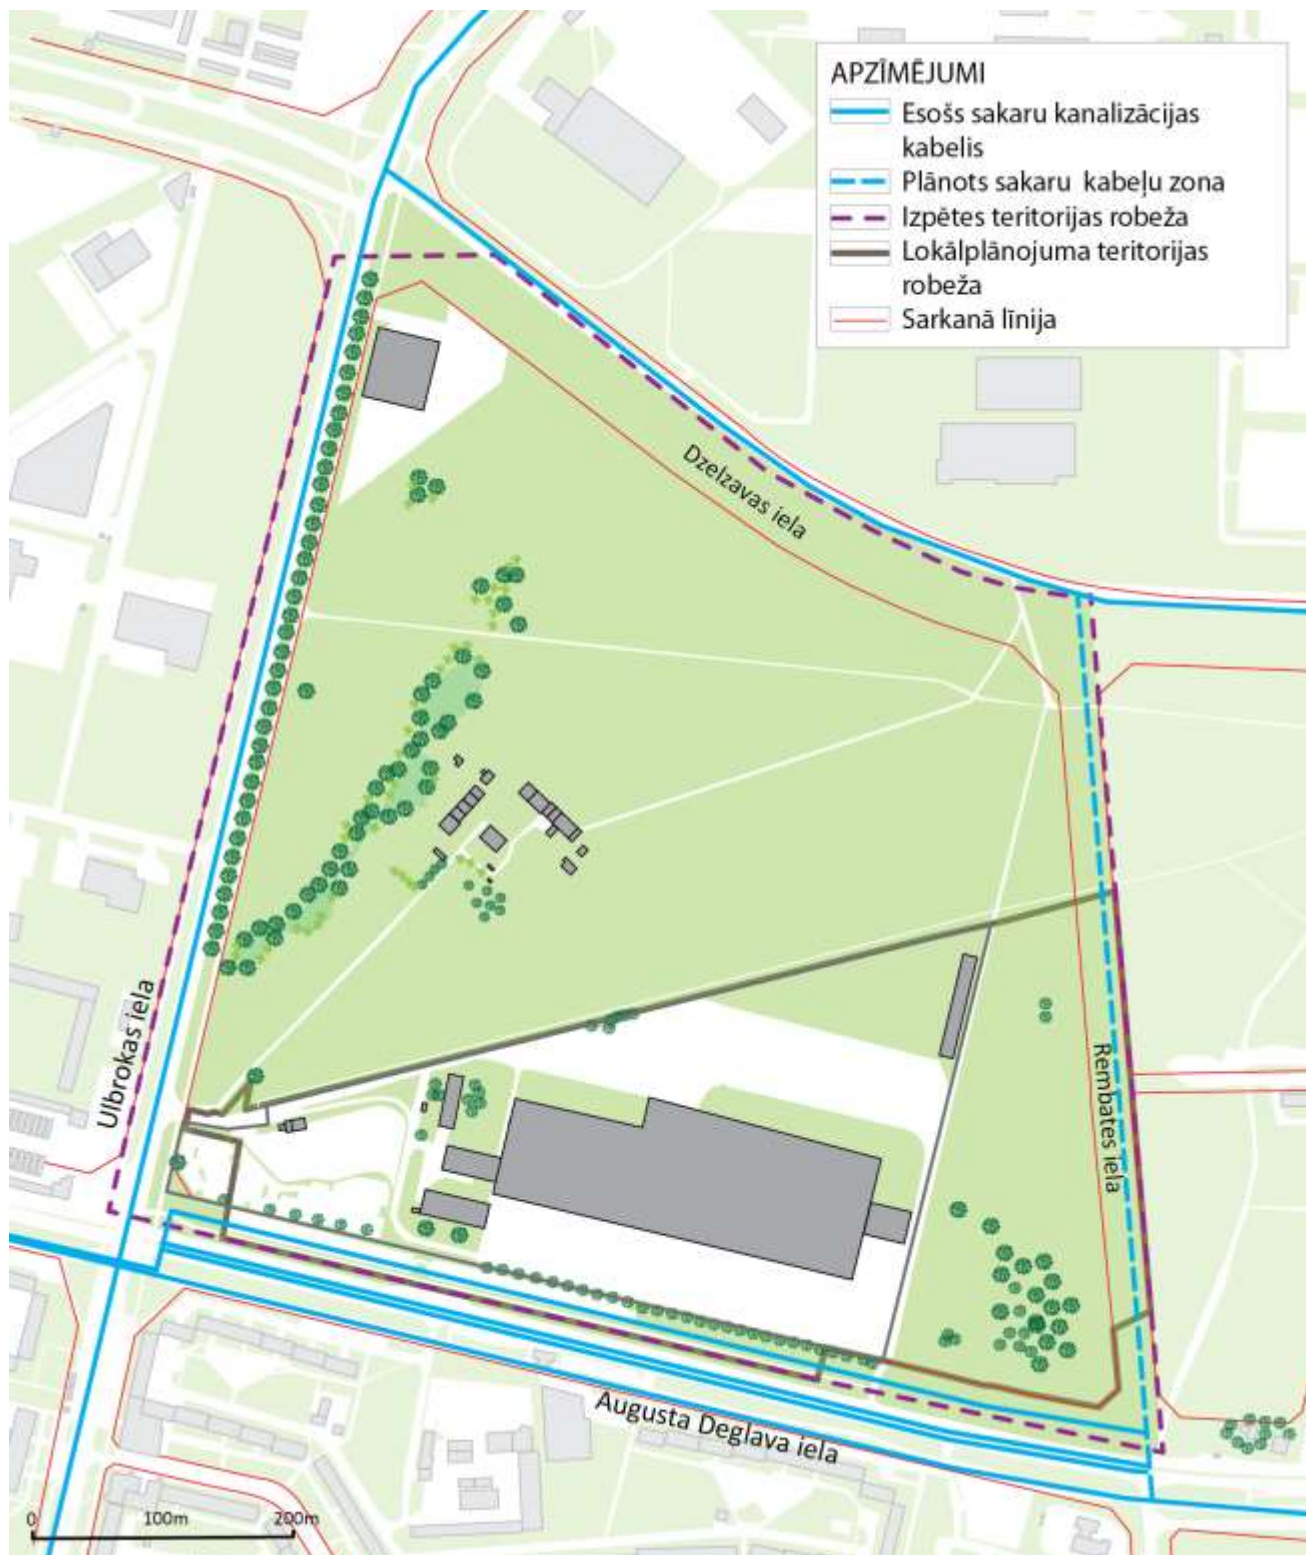 APZĪMĒJUMI
Esošs sakaru kanalizācijas
kabelis
Plānots sakaru kabeļu zona
Izpētes teritorijas robeža
Lokālplānojuma teritorijas
robeža
Sarkanā līnija
Dzelzavas iela
Ulbrokas iela
Rembates iela
Augusta Deglava iela
0 100m 200m